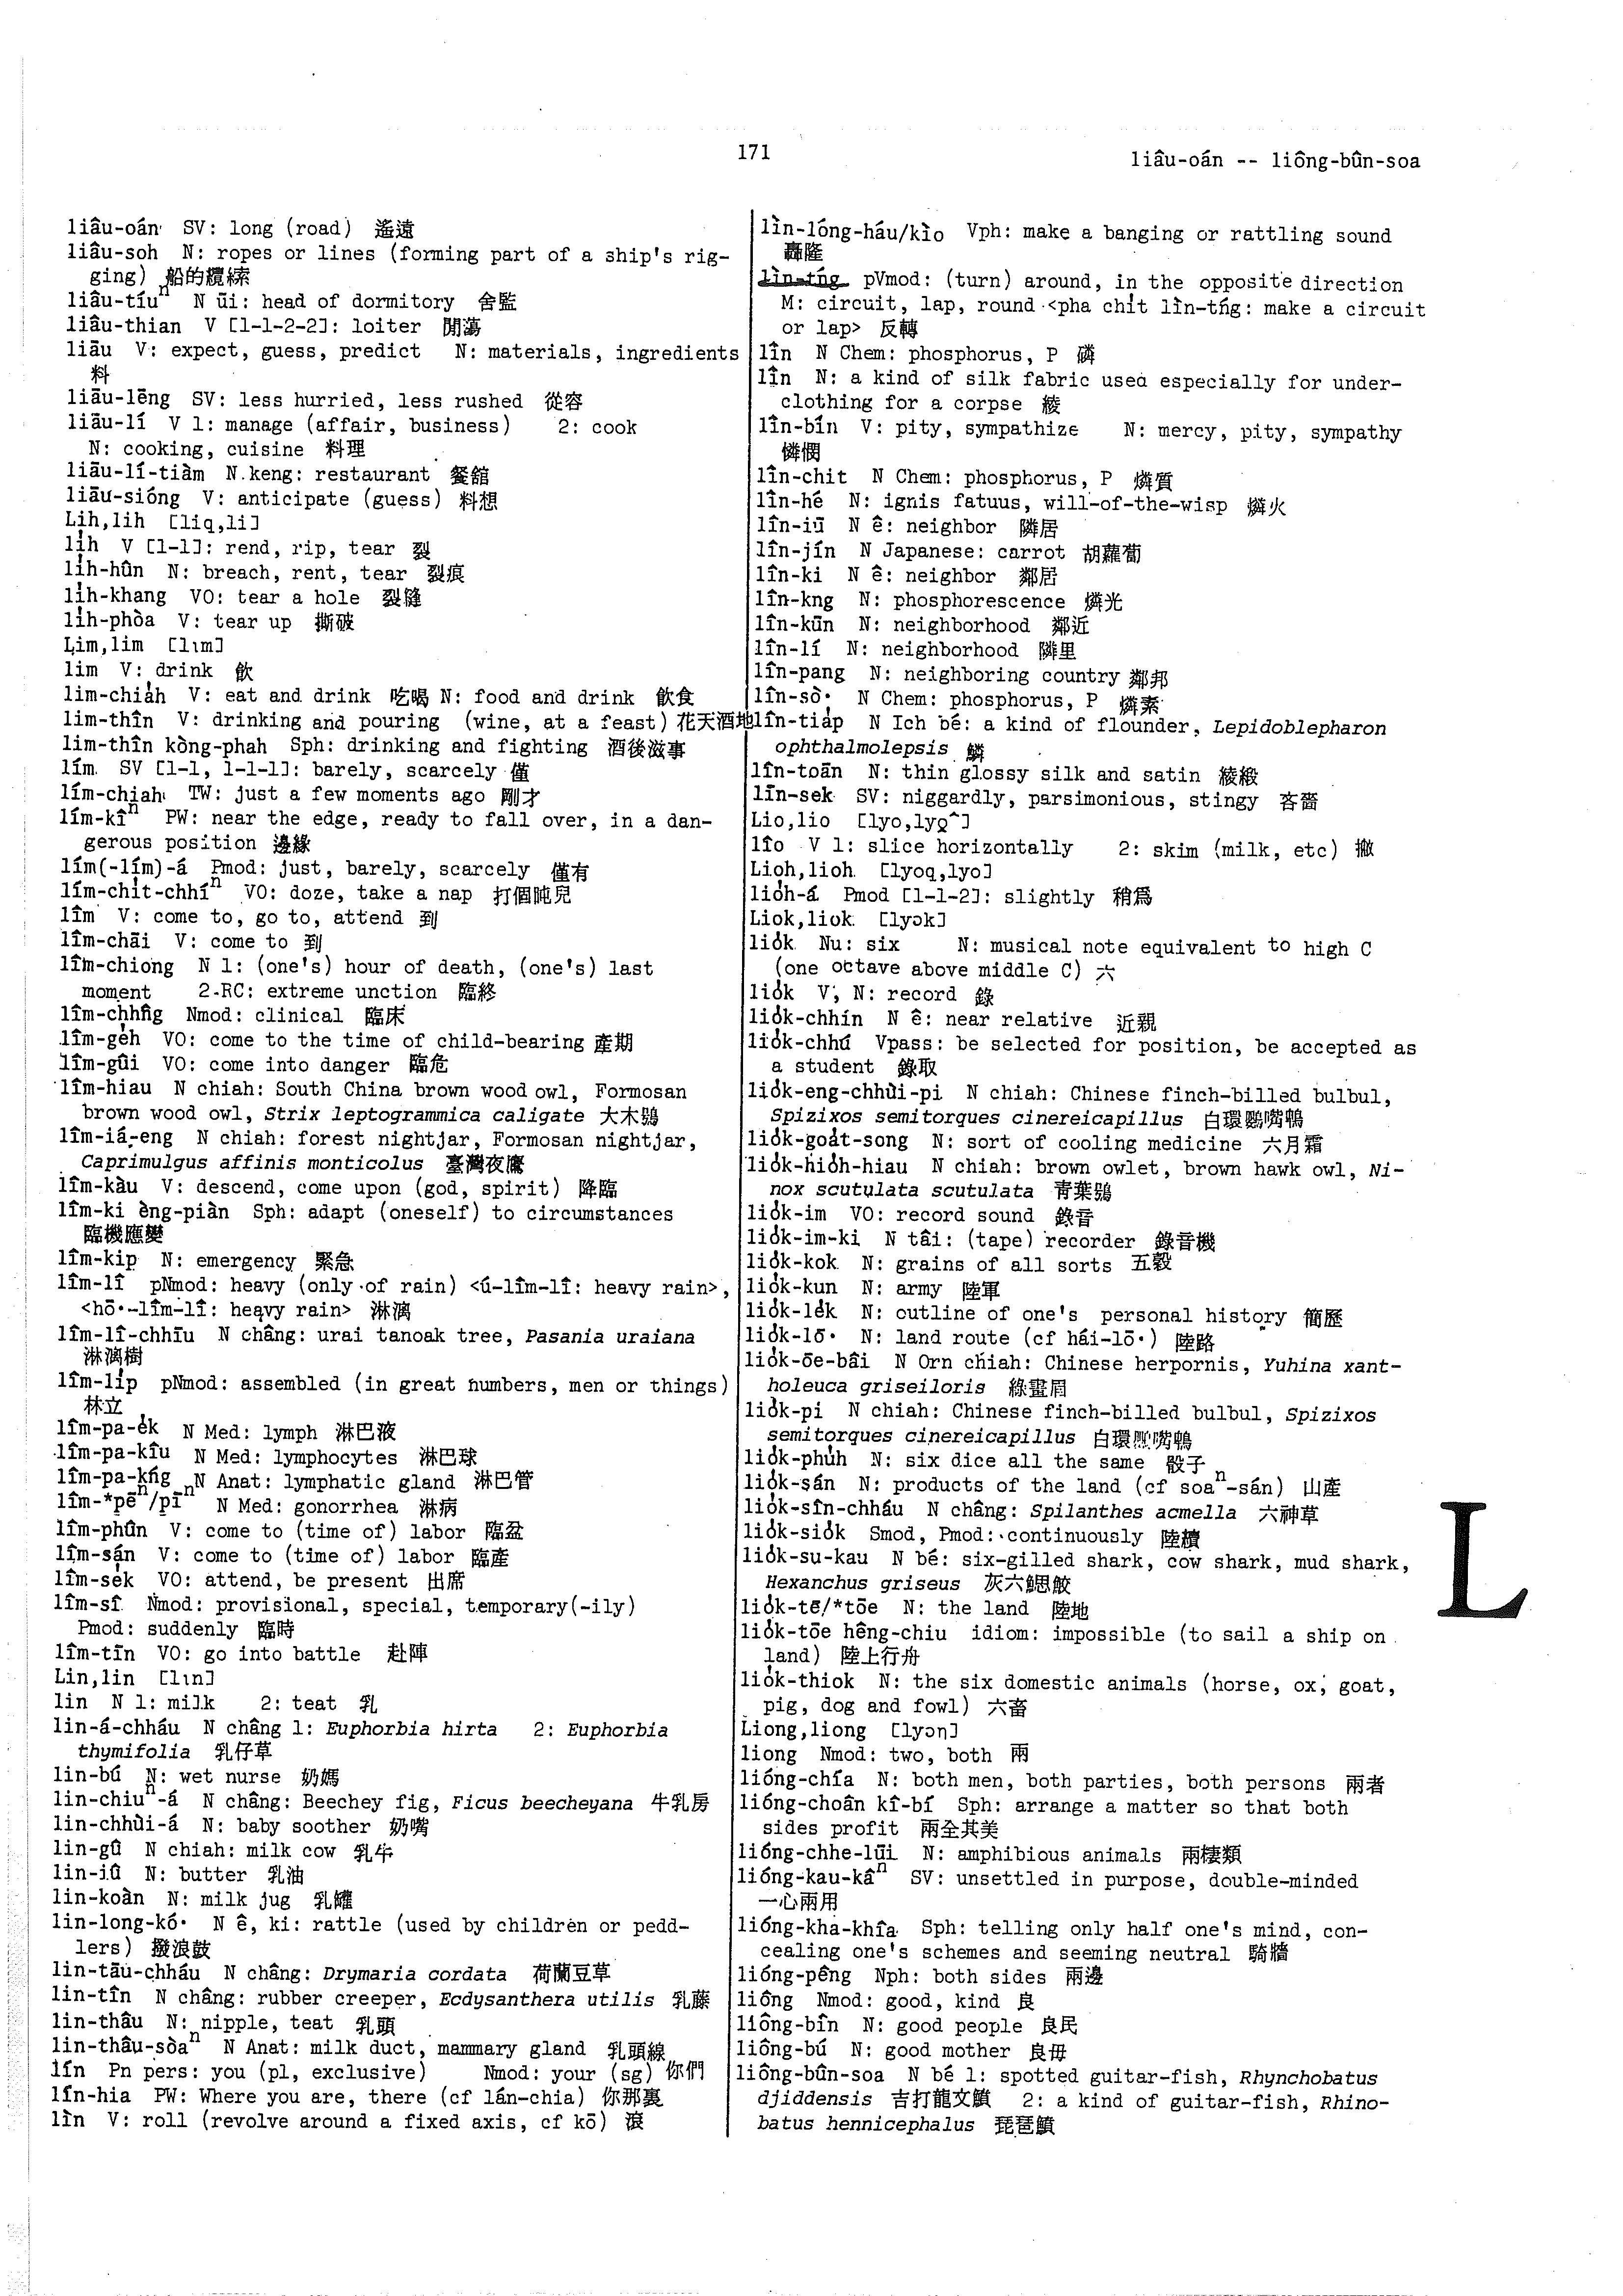 171
liâu-oán -- liông-bûn-soa
liâu-oán SV: long (road) 遙遠
liâu-soh N: ropes or lines (forming part of a ship's rig-
ging) 船的纜綫
liâu-tíuⁿ N ūi: head of dormitory 舍監
liâu-thian V [1-1-2-2]: loiter 閒蕩
liāu V: expect, guess, predict N: materials, ingredients
料
liāu-lēng SV: less hurried, less rushed 從容
liāu-lí V 1: manage (affair, business) 2: cook
N: cooking, cuisine 料理
liāu-lí-tiàm N keng: restaurant 餐館
liāu-sióng V: anticipate (guess) 料想
Lih,lih [liq,li]
li̍h V [1-1]: rend, rip, tear 裂
li̍h-hûn N: breach, rent, tear 裂痕
li̍h-khang VO: tear a hole 裂縫
li̍h-phòa V: tear up 撕破
Lim,lim [lɪm]
lim V: drink 飲
lim-chia̍h V: eat and drink 吃喝 N: food and drink 飲食
lim-thîn V: drinking and pouring (wine, at a feast) 花天酒地
lim-thîn kòng-phah Sph: drinking and fighting 酒後滋事
lím SV [1-1, 1-1-1]: barely, scarcely 僅
lím-chiah TW: just a few moments ago 剛才
lím-kîⁿ PW: near the edge, ready to fall over, in a dan-
gerous position 邊緣
lím(-lím)-á Pmod: just, barely, scarcely 僅有
lím-chi̍t-chhíⁿ VO: doze, take a nap 打個盹兒
lîm V: come to, go to, attend 到
lîm-chāi V: come to 到
lîm-chiong N 1: (one's) hour of death, (one's) last
moment 2-RC: extreme unction 臨終
lîm-chhn̂g Nmod: clinical 臨床
lîm-ge̍h VO: come to the time of child-bearing 產期
lîm-gûi VO: come into danger 臨危
lîm-hiau N chiah: South China brown wood owl, Formosan
brown wood owl, Strix leptogrammica caligate 大木鴞
lîm-iá-eng N chiah: forest nightjar, Formosan nightjar,
Caprimulgus affinis monticolus 臺灣夜鷹
lîm-kàu V: descend, come upon (god, spirit) 降臨
lîm-ki èng-piàn Sph: adapt (oneself) to circumstances
臨機應變
lîm-kip N: emergency 緊急
lîm-lî pNmod: heavy (only of rain) <ú-lîm-lî: heavy rain>,
<hō͘-lîm-lî: heavy rain> 淋漓
lîm-lî-chhīu N châng: urai tanoak tree, Pasania uraiana
淋漓樹
lîm-li̍p pNmod: assembled (in great numbers, men or things)
林立
lîm-pa-e̍k N Med: lymph 淋巴液
lîm-pa-kîu N Med: lymphocytes 淋巴球
lîm-pa-kńg N Anat: lymphatic gland 淋巴管
lîm-*pēⁿ/pīⁿ N Med: gonorrhea 淋病
lîm-phûn V: come to (time of) labor 臨盆
lîm-sán V: come to (time of) labor 臨產
lîm-se̍k VO: attend, be present 出席
lîm-sî Nmod: provisional, special, temporary(-ily)
Pmod: suddenly 臨時
lîm-tīn VO: go into battle 赴陣
Lin,lin [lɪn]
lin N 1: milk 2: teat 乳
lin-á-chháu N châng 1: Euphorbia hirta 2: Euphorbia
thymifolia 乳仔草
lin-bú N: wet nurse 奶媽
lin-chiuⁿ-á N châng: Beechey fig, Ficus beecheyana 牛乳房
lin-chhùi-á N: baby soother 奶嘴
lin-gû N chiah: milk cow 乳牛
lin-iû N: butter 乳油
lin-koàn N: milk jug 乳罐
lin-long-kó͘ N ê, ki: rattle (used by children or pedd-
lers) 撥浪鼓
lin-tāu-chháu N châng: Drymaria cordata 荷蘭豆草
lin-tîn N châng: rubber creeper, Ecdysanthera utilis 乳藤
lin-thâu N: nipple, teat 乳頭
lin-thâu-sòaⁿ N Anat: milk duct, mammary gland 乳頭線
lín Pn pers: you (pl, exclusive) Nmod: your (sg) 你們
lín-hia PW: Where you are, there (cf lán-chia) 你那裏
lìn V: roll (revolve around a fixed axis, cf kō) 滾
lìn-lóng-háu/kìo Vph: make a banging or rattling sound
轟隆
lìn-tńg pVmod: (turn) around, in the opposite direction
M: circuit, lap, round <pha chi̍t lìn-tńg: make a circuit
or lap> 反轉
lîn N Chem: phosphorus, P 磷
lîn N: a kind of silk fabric used especially for under-
clothing for a corpse 綾
lîn-bín V: pity, sympathize N: mercy, pity, sympathy
憐憫
lîn-chit N Chem: phosphorus, P 燐質
lîn-hé N: ignis fatuus, will-of-the-wisp 燐火
lîn-iū N ê: neighbor 隣居
lîn-jín N Japanese: carrot 胡蘿蔔
lîn-ki N ê: neighbor 鄰居
lîn-kng N: phosphorescence 燐光
lîn-kūn N: neighborhood 鄰近
lîn-lí N: neighborhood 隣里
lîn-pang N: neighboring country 鄰邦
lîn-sò͘ N Chem: phosphorus, P 燐素
lîn-tia̍p N Ich bé: a kind of flounder, Lepidoblepharon
ophthalmolepsis 鱗
lîn-toān N: thin glossy silk and satin 綾緞
līn-sek SV: niggardly, parsimonious, stingy 吝嗇
Lio,lio [lyo,lyo̯^]
lîo V 1: slice horizontally 2: skim (milk, etc) 撇
Lioh,lioh [lyoq,lyo]
lio̍h-á Pmod [1-1-2]: slightly 稍爲
Liok,liok [lyɔk]
lio̍k Nu: six N: musical note equivalent to high C
(one octave above middle C) 六
lio̍k V, N: record 錄
lio̍k-chhin N ê: near relative 近親
lio̍k-chhú Vpass: be selected for position, be accepted as
a student 錄取
lio̍k-eng-chhùi-pi N chiah: Chinese finch-billed bulbul,
Spizixos semitorques cinereicapillus 白環鸚嘴鵯
lio̍k-goa̍t-song N: sort of cooling medicine 六月霜
lio̍k-hio̍h-hiau N chiah: brown owlet, brown hawk owl, Ni-
nox scutulata scutulata 青葉鴞
lio̍k-im VO: record sound 錄音
lio̍k-im-ki N tâi: (tape) recorder 錄音機
lio̍k-kok N: grains of all sorts 五穀
lio̍k-kun N: army 陸軍
lio̍k-le̍k N: outline of one's personal history 簡歷
lio̍k-lō͘ N: land route (cf hái-lō͘) 陸路
lio̍k-ōe-bâi N Orn chiah: Chinese herpornis, Yuhina xant-
holeuca griseiloris 綠畫眉
lio̍k-pi N chiah: Chinese finch-billed bulbul, Spizixos
semitorques cinereicapillus 白環鸚嘴鵯
lio̍k-phu̍h N: six dice all the same 骰子
lio̍k-sán N: products of the land (cf soaⁿ-sán) 山產
lio̍k-sîn-chháu N châng: Spilanthes acmella 六神草
lio̍k-sio̍k Smod, Pmod: continuously 陸續
lio̍k-su-kau N bé: six-gilled shark, cow shark, mud shark,
Hexanchus griseus 灰六鰓鮫
lio̍k-tē/*tōe N: the land 陸地
lio̍k-tōe hêng-chiu idiom: impossible (to sail a ship on
land) 陸上行舟
lio̍k-thiok N: the six domestic animals (horse, ox, goat,
pig, dog and fowl) 六畜
Liong,liong [lyɔŋ]
liong Nmod: two, both 兩
lióng-chía N: both men, both parties, both persons 兩者
lióng-choân kî-bí Sph: arrange a matter so that both
sides profit 兩全其美
lióng-chhe-lūi N: amphibious animals 兩棲類
lióng-kau-kâⁿ SV: unsettled in purpose, double-minded
一心兩用
lióng-kha-khîa Sph: telling only half one's mind, con-
cealing one's schemes and seeming neutral 騎牆
lióng-pêng Nph: both sides 兩邊
liông Nmod: good, kind 良
liông-bîn N: good people 良民
liông-bú N: good mother 良母
liông-bûn-soa N bé 1: spotted guitar-fish, Rhynchobatus
djiddensis 吉打龍文鱝 2: a kind of guitar-fish, Rhino-
batus hennicephalus 琵琶鱝
L